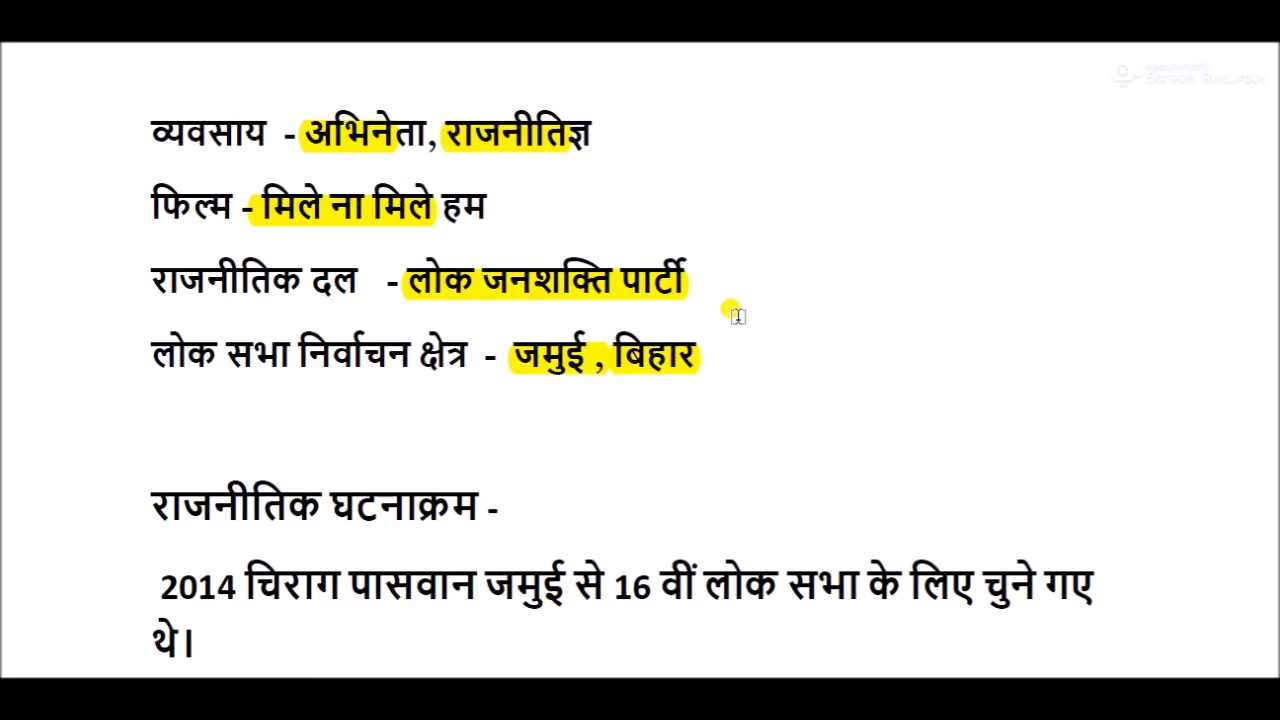 व्यवसाय - अभिनेता, राजनीतिज्ञ
फिल्म - मिले ना मिले हम
राजनीतिक दल - लोक जनशक्ति पार्टी
लोक सभा निर्वाचन क्षेत्र - जमुई , बिहार
राजनीतिक घटनाक्रम -
2014 चिराग पासवान जमुई से 16 वीं लोक सभा के लिए चुने गए
थे।